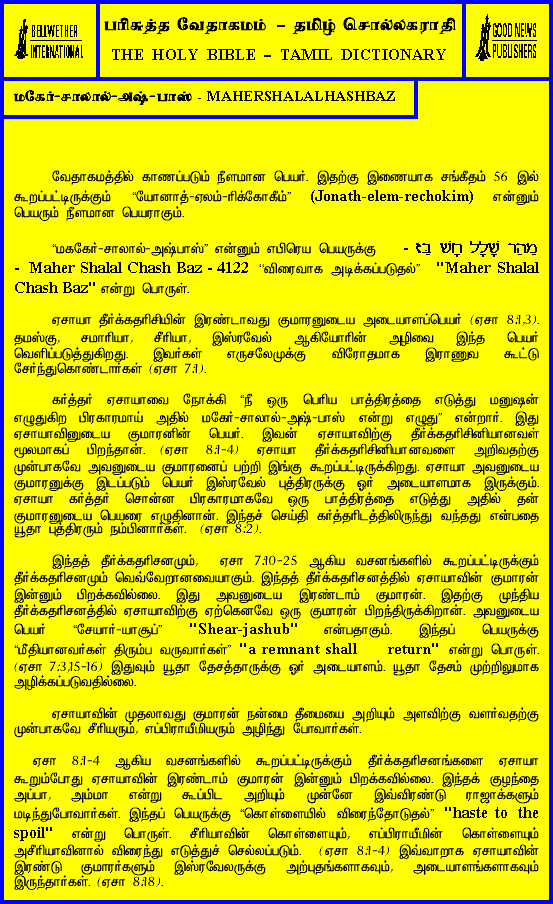 BELLWETHER
INTERNATIONAL
பரிசுத்த வேதாகமம் – தமிழ் சொல்லகராதி
THE HOLY BIBLE – TAMIL DICTIONARY
GOOD NEWS
PUBLISHERS
மகேர்-சாலால்-அஷ்-பாஸ் - MAHERSHALALHASHBAZ
வேதாகமத்தில் காணப்படும் நீளமான பெயர். இதற்கு இணையாக சங்கீதம் 56 இல்
கூறப்பட்டிருக்கும் “யோனாத்-ஏலம்-ரிக்கோகீம்” (Jonath-elem-rechokim) என்னும்
பெயரும் நீளமான பெயராகும்.
“மககேர்-சாலால்-அஷ்பாஸ்” என்னும் எபிரெய பெயருக்கு - מַהֵר שָׁלָל חָשׁ בַּז
- Maher Shalal Chash Baz - 4122 “விரைவாக அடிக்கப்படுதல்” "Maher Shalal
Chash Baz" என்று பொருள்.
ஏசாயா தீர்க்கதரிசியின் இரண்டாவது குமாரனுடைய அடையாளப்பெயர் (ஏசா 8:1,3).
தமஸ்கு, சமாரியா, சீரியா, இஸ்ரவேல் ஆகியோரின் அழிவை இந்த பெயர்
வெளிப்படுத்துகிறது. இவர்கள் எருசலேமுக்கு விரோதமாக இராணுவ கூட்டு
சேர்ந்துகொண்டார்கள் (ஏசா 7:1).
கர்த்தர் ஏசாயாவை நோக்கி “நீ ஒரு பெரிய பாத்திரத்தை எடுத்து மனுஷன்
எழுதுகிற பிரகாரமாய் அதில் மகேர்-சாலால்-அஷ்-பாஸ் என்று எழுது” என்றார். இது
ஏசாயாவினுடைய குமாரனின் பெயர். இவன் ஏசாயாவிற்கு தீர்க்கதரிசினியானவள்
மூலமாகப் பிறந்தான். (ஏசா 8:1-4) ஏசாயா தீர்க்கதரிசினியானவளை அறிவதற்கு
முன்பாகவே அவனுடைய குமாரனைப் பற்றி இங்கு கூறப்பட்டிருக்கிறது. ஏசாயா அவனுடைய
குமாரனுக்கு இடப்படும் பெயர் இஸ்ரவேல் புத்திரருக்கு ஓர் அடையாளமாக இருக்கும்.
ஏசாயா கர்த்தர் சொன்ன பிரகாரமாகவே ஒரு பாத்திரத்தை எடுத்து அதில் தன்
குமாரனுடைய பெயரை எழுதினான். இந்தச் செய்தி கர்த்தரிடத்திலிருந்து வந்தது என்பதை
யூதா புத்திரரும் நம்பினார்கள். (ஏசா 8:2).
இந்தத் தீர்க்கதரிசனமும், ஏசா 7:10-25 ஆகிய வசனங்களில் கூறப்பட்டிருக்கும்
தீர்க்கதரிசனமும் வெவ்வேறானவையாகும். இந்தத் தீர்க்கதரிசனத்தில் ஏசாயாவின் குமாரன்
இன்னும் பிறக்கவில்லை. இது அவனுடைய இரண்டாம் குமாரன். இதற்கு முந்திய
தீர்க்கதரிசனத்தில் ஏசாயாவிற்கு ஏற்கெனவே ஒரு குமாரன் பிறந்திருக்கிறான். அவனுடைய
பெயர் “சேயார்-யாசூப்” "Shear-jashub" என்பதாகும். இந்தப் பெயருக்கு
“மீதியானவர்கள் திரும்ப வருவார்கள்” "a remnant shall return" என்று பொருள்.
(ஏசா 7:3,15-16) இதுவும் யூதா தேசத்தாருக்கு ஓர் அடையாளம். யூதா தேசம் முற்றிலுமாக
அழிக்கப்படுவதில்லை.
ஏசாயாவின் முதலாவது குமாரன் நன்மை தீமையை அறியும் அளவிற்கு வளர்வதற்கு
முன்பாகவே சீரியரும், எப்பிராயீமியரும் அழிந்து போவார்கள்.
ஏசா 8:1-4 ஆகிய வசனங்களில் கூறப்பட்டிருக்கும் தீர்க்கதரிசனங்களை ஏசாயா
கூறும்போது ஏசாயாவின் இரண்டாம் குமாரன் இன்னும் பிறக்கவில்லை. இந்தக் குழந்தை
அப்பா, அம்மா என்று கூப்பிட அறியும் முன்னே இவ்விரண்டு ராஜாக்களும்
மடிந்துபோவார்கள். இந்தப் பெயருக்கு “கொள்ளையில் விரைந்தோடுதல்” "haste to the
spoil" என்று பொருள். சீரியாவின் கொள்ளையும், எப்பிராயீமின் கொள்ளையும்
அசீரியாவினால் விரைந்து எடுத்துச் செல்லப்படும். (ஏசா 8:1-4) இவ்வாறாக ஏசாயாவின்
இரண்டு குமாரர்களும் இஸ்ரவேலருக்கு அற்புதங்களாகவும், அடையாளங்களாகவும்
இருந்தார்கள். (ஏசா 8:18).